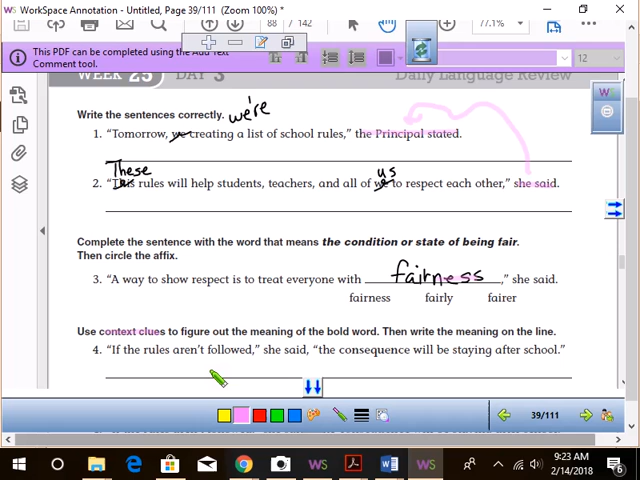 WorkSpace Annotation - Untitled, Page 39/111 (Zoom 100%)
88 / 142
77.1%
This PDF can be completed using the Add Text
Comment tool.
12
WEEK 25 DAY 3 Daily Language Review
WS
Write the sentences correctly. we're
1. "Tomorrow, we creating a list of school rules," the Principal stated.
These us
2. "This rules will help students, teachers, and all of we to respect each other," she said.
Complete the sentence with the word that means the condition or state of being fair.
Then circle the affix.
3. "A way to show respect is to treat everyone with fairness," she said.
fairness fairly fairer
Use context clues to figure out the meaning of the bold word. Then write the meaning on the line.
4. "If the rules aren't followed," she said, "the consequence will be staying after school."
39/111
9:23 AM
WS WS
2/14/2018
6